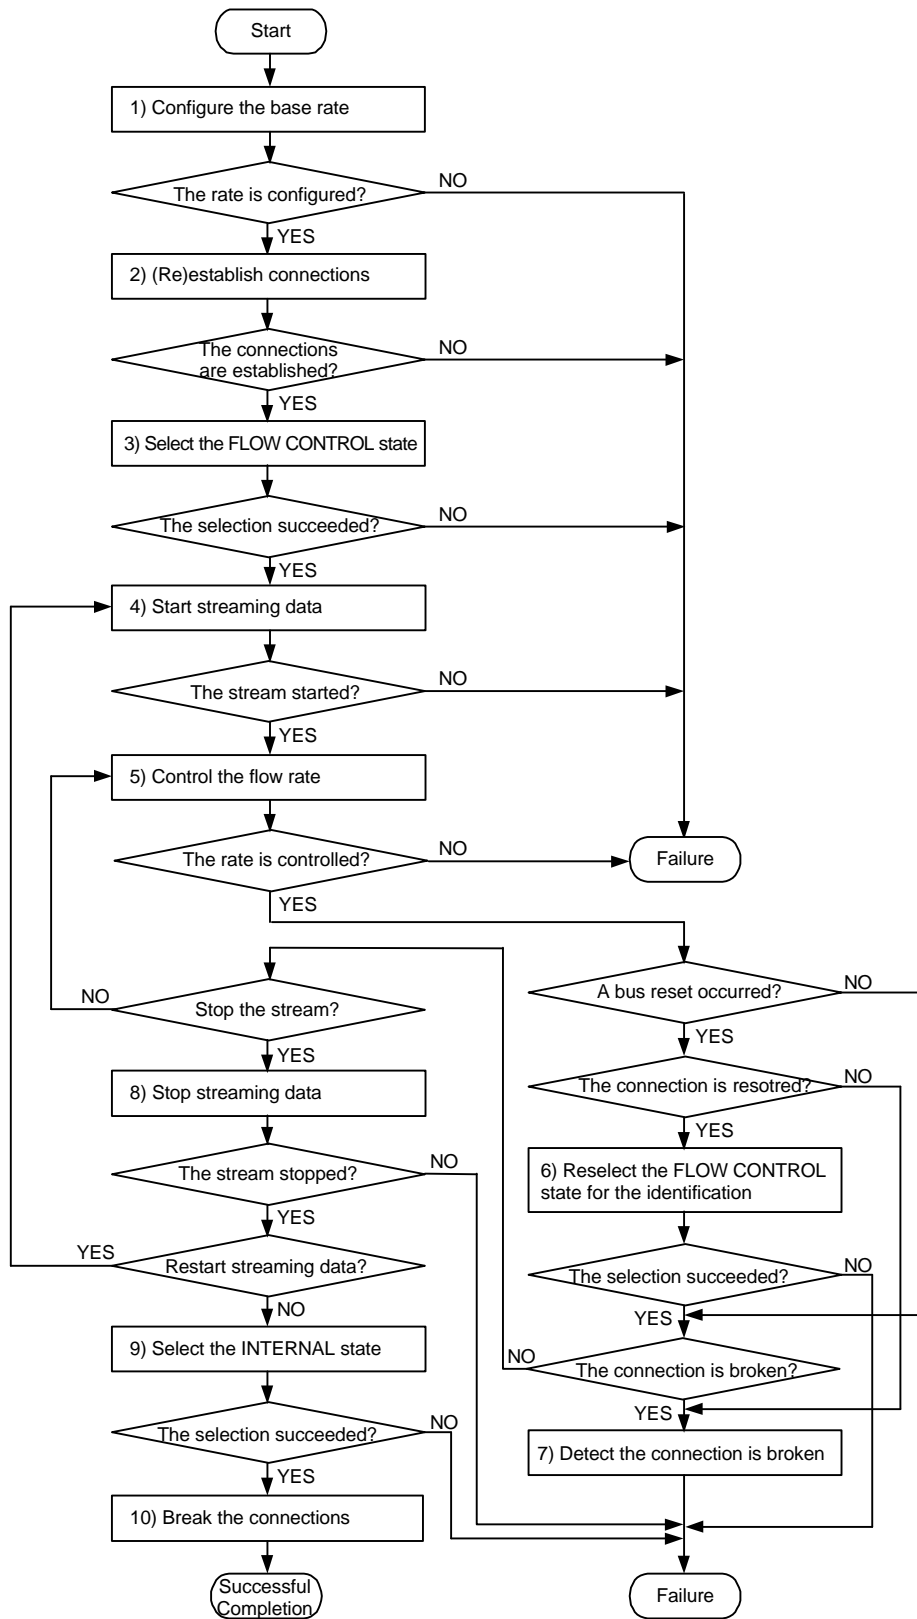 Start
1) Configure the base rate
The rate is configured?
NO
YES
2) (Re)establish connections
The connections
are established?
NO
YES
3) Select the FLOW CONTROL state
The selection succeeded?
NO
YES
4) Start streaming data
The stream started?
NO
YES
5) Control the flow rate
The rate is controlled?
NO
Failure
YES
NO
Stop the stream?
YES
8) Stop streaming data
The stream stopped?
NO
YES
YES
Restart streaming data?
NO
9) Select the INTERNAL state
The selection succeeded?
NO
YES
10) Break the connections
Successful
Completion
A bus reset occurred?
NO
YES
The connection is resotred?
NO
YES
6) Reselect the FLOW CONTROL
state for the identification
The selection succeeded?
NO
YES
NO
The connection is broken?
YES
7) Detect the connection is broken
Failure